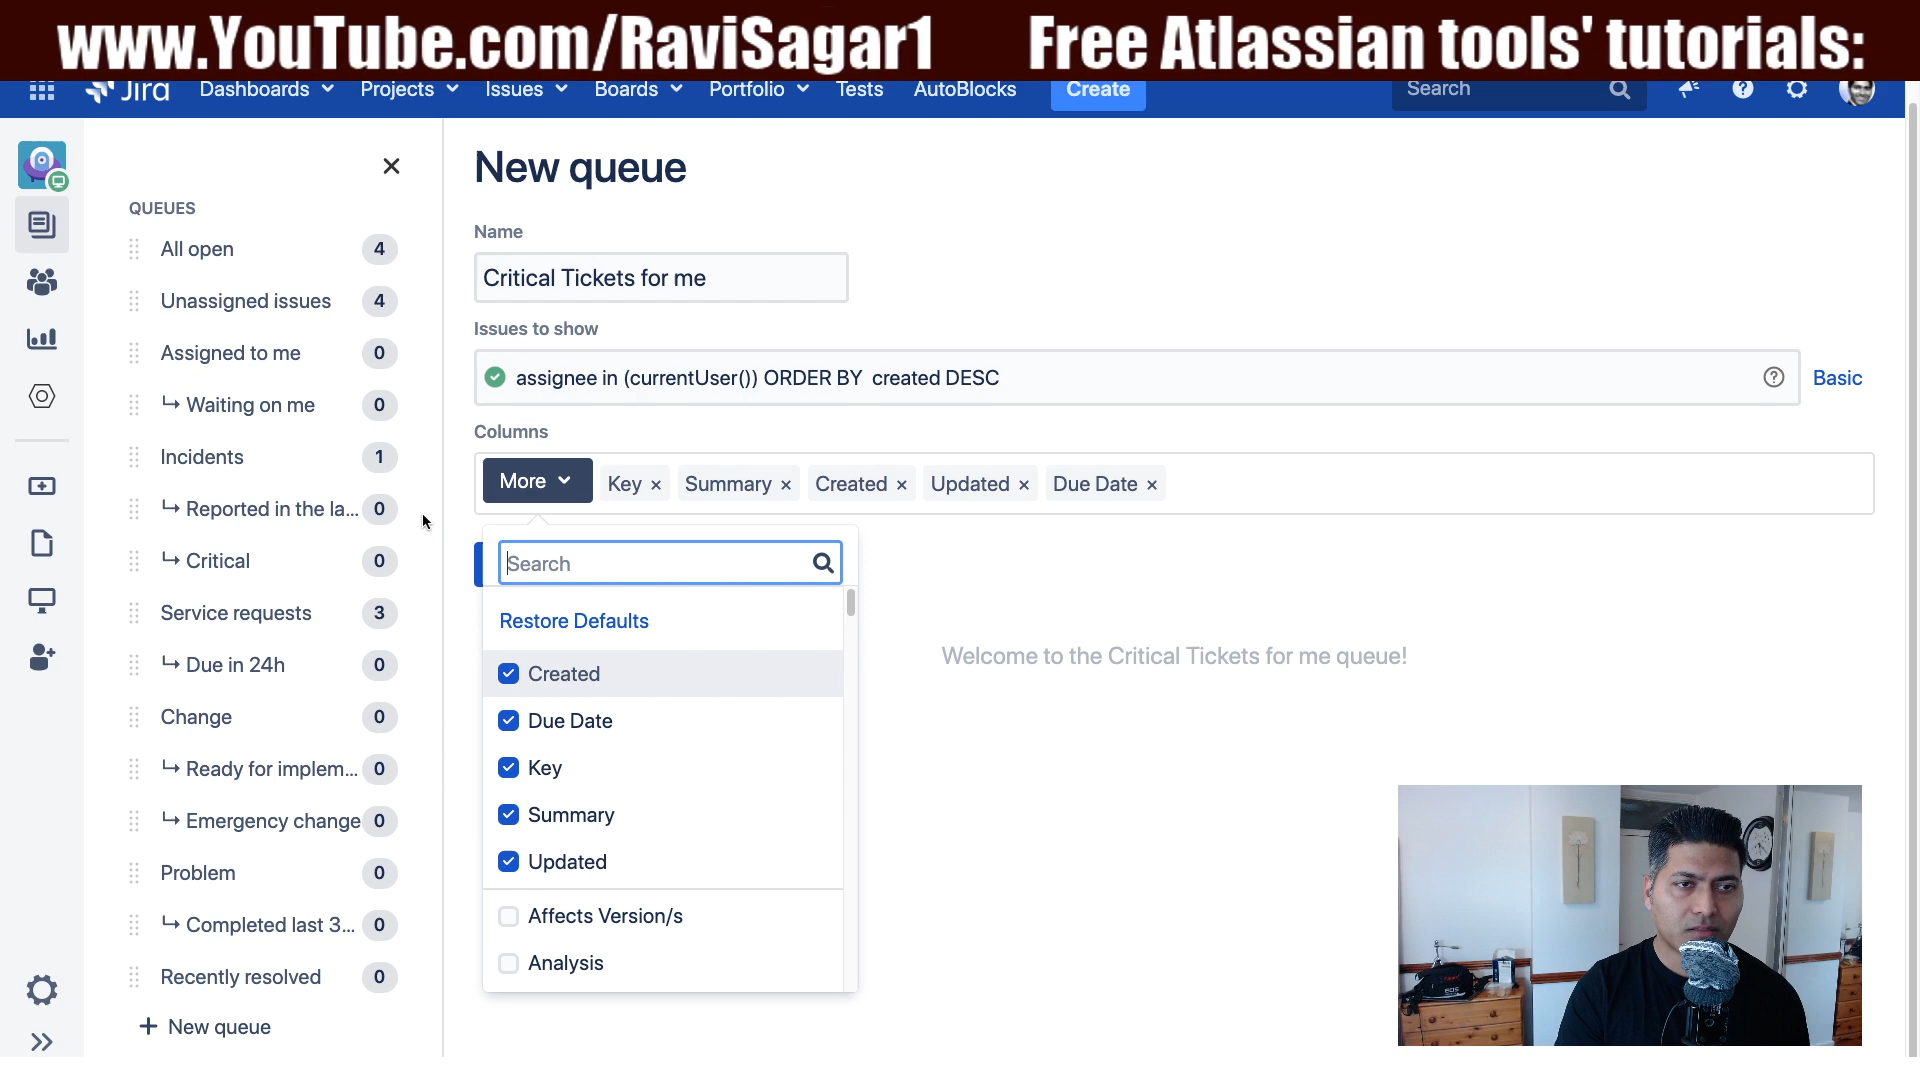 www.YouTube.com/RaviSagar1 Free Atlassian tools' tutorials:
Jira Dashboards Projects Issues Boards Portfolio Tests AutoBlocks Create Search
New queue
QUEUES
All open 4
Unassigned issues 4
Assigned to me 0
Waiting on me 0
Incidents 1
Reported in the la... 0
Critical 0
Service requests 3
Due in 24h 0
Change 0
Ready for implem... 0
Emergency change 0
Problem 0
Completed last 3... 0
Recently resolved 0
+ New queue
Name
Critical Tickets for me
Issues to show
assignee in (currentUser()) ORDER BY created DESC Basic
Columns
More Key × Summary × Created × Updated × Due Date ×
Search
Restore Defaults
Created
Due Date
Key
Summary
Updated
Affects Version/s
Analysis
Welcome to the Critical Tickets for me queue!